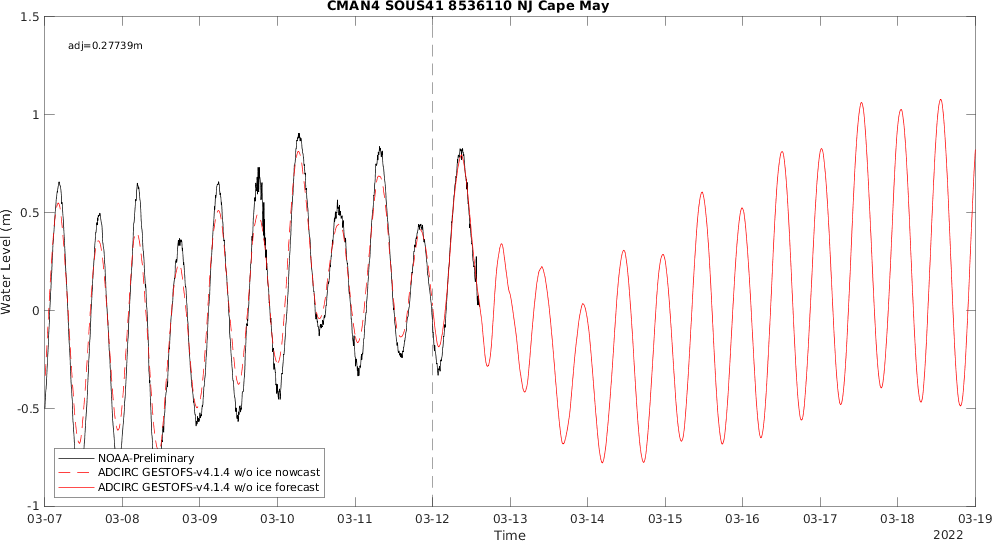 CMAN4 SOUS41 8536110 NJ Cape May
adj=0.27739m
Water Level (m)
1.5
1
0.5
0
-0.5
-1
NOAA-Preliminary
ADCIRC GESTOFS-v4.1.4 w/o ice nowcast
ADCIRC GESTOFS-v4.1.4 w/o ice forecast
03-07 03-08 03-09 03-10 03-11 03-12 03-13 03-14 03-15 03-16 03-17 03-18 03-19
Time
2022